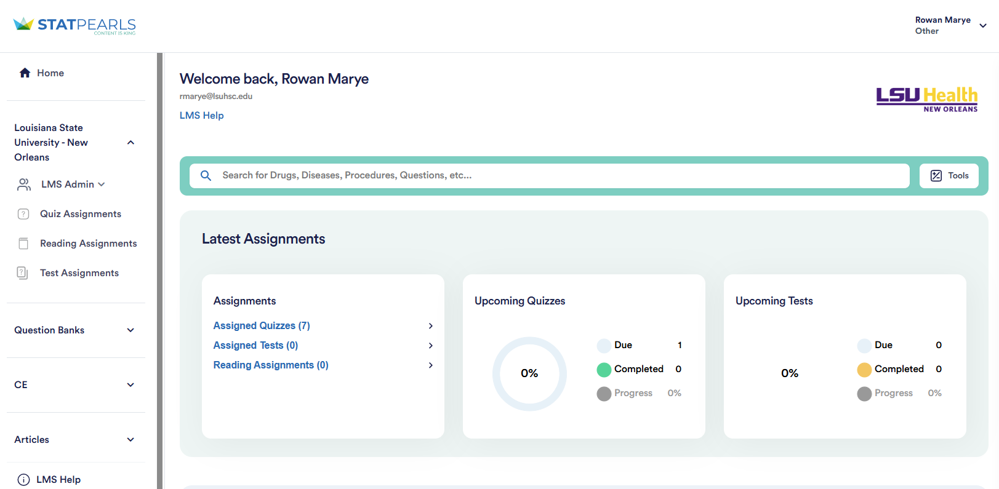 STATPEARLS
CONTENT IS KING
Rowan Marye
Other
Home
Louisiana State
University - New
Orleans
LMS Admin
Quiz Assignments
Reading Assignments
Test Assignments
Question Banks
CE
Articles
LMS Help
Welcome back, Rowan Marye
rmarye@lsuhsc.edu
LMS Help
LSU Health
NEW ORLEANS
Search for Drugs, Diseases, Procedures, Questions, etc...
Tools
Latest Assignments
Assignments
Assigned Quizzes (7)
Assigned Tests (0)
Reading Assignments (0)
Upcoming Quizzes
0%
Due 1
Completed 0
Progress 0%
Upcoming Tests
0%
Due 0
Completed 0
Progress 0%